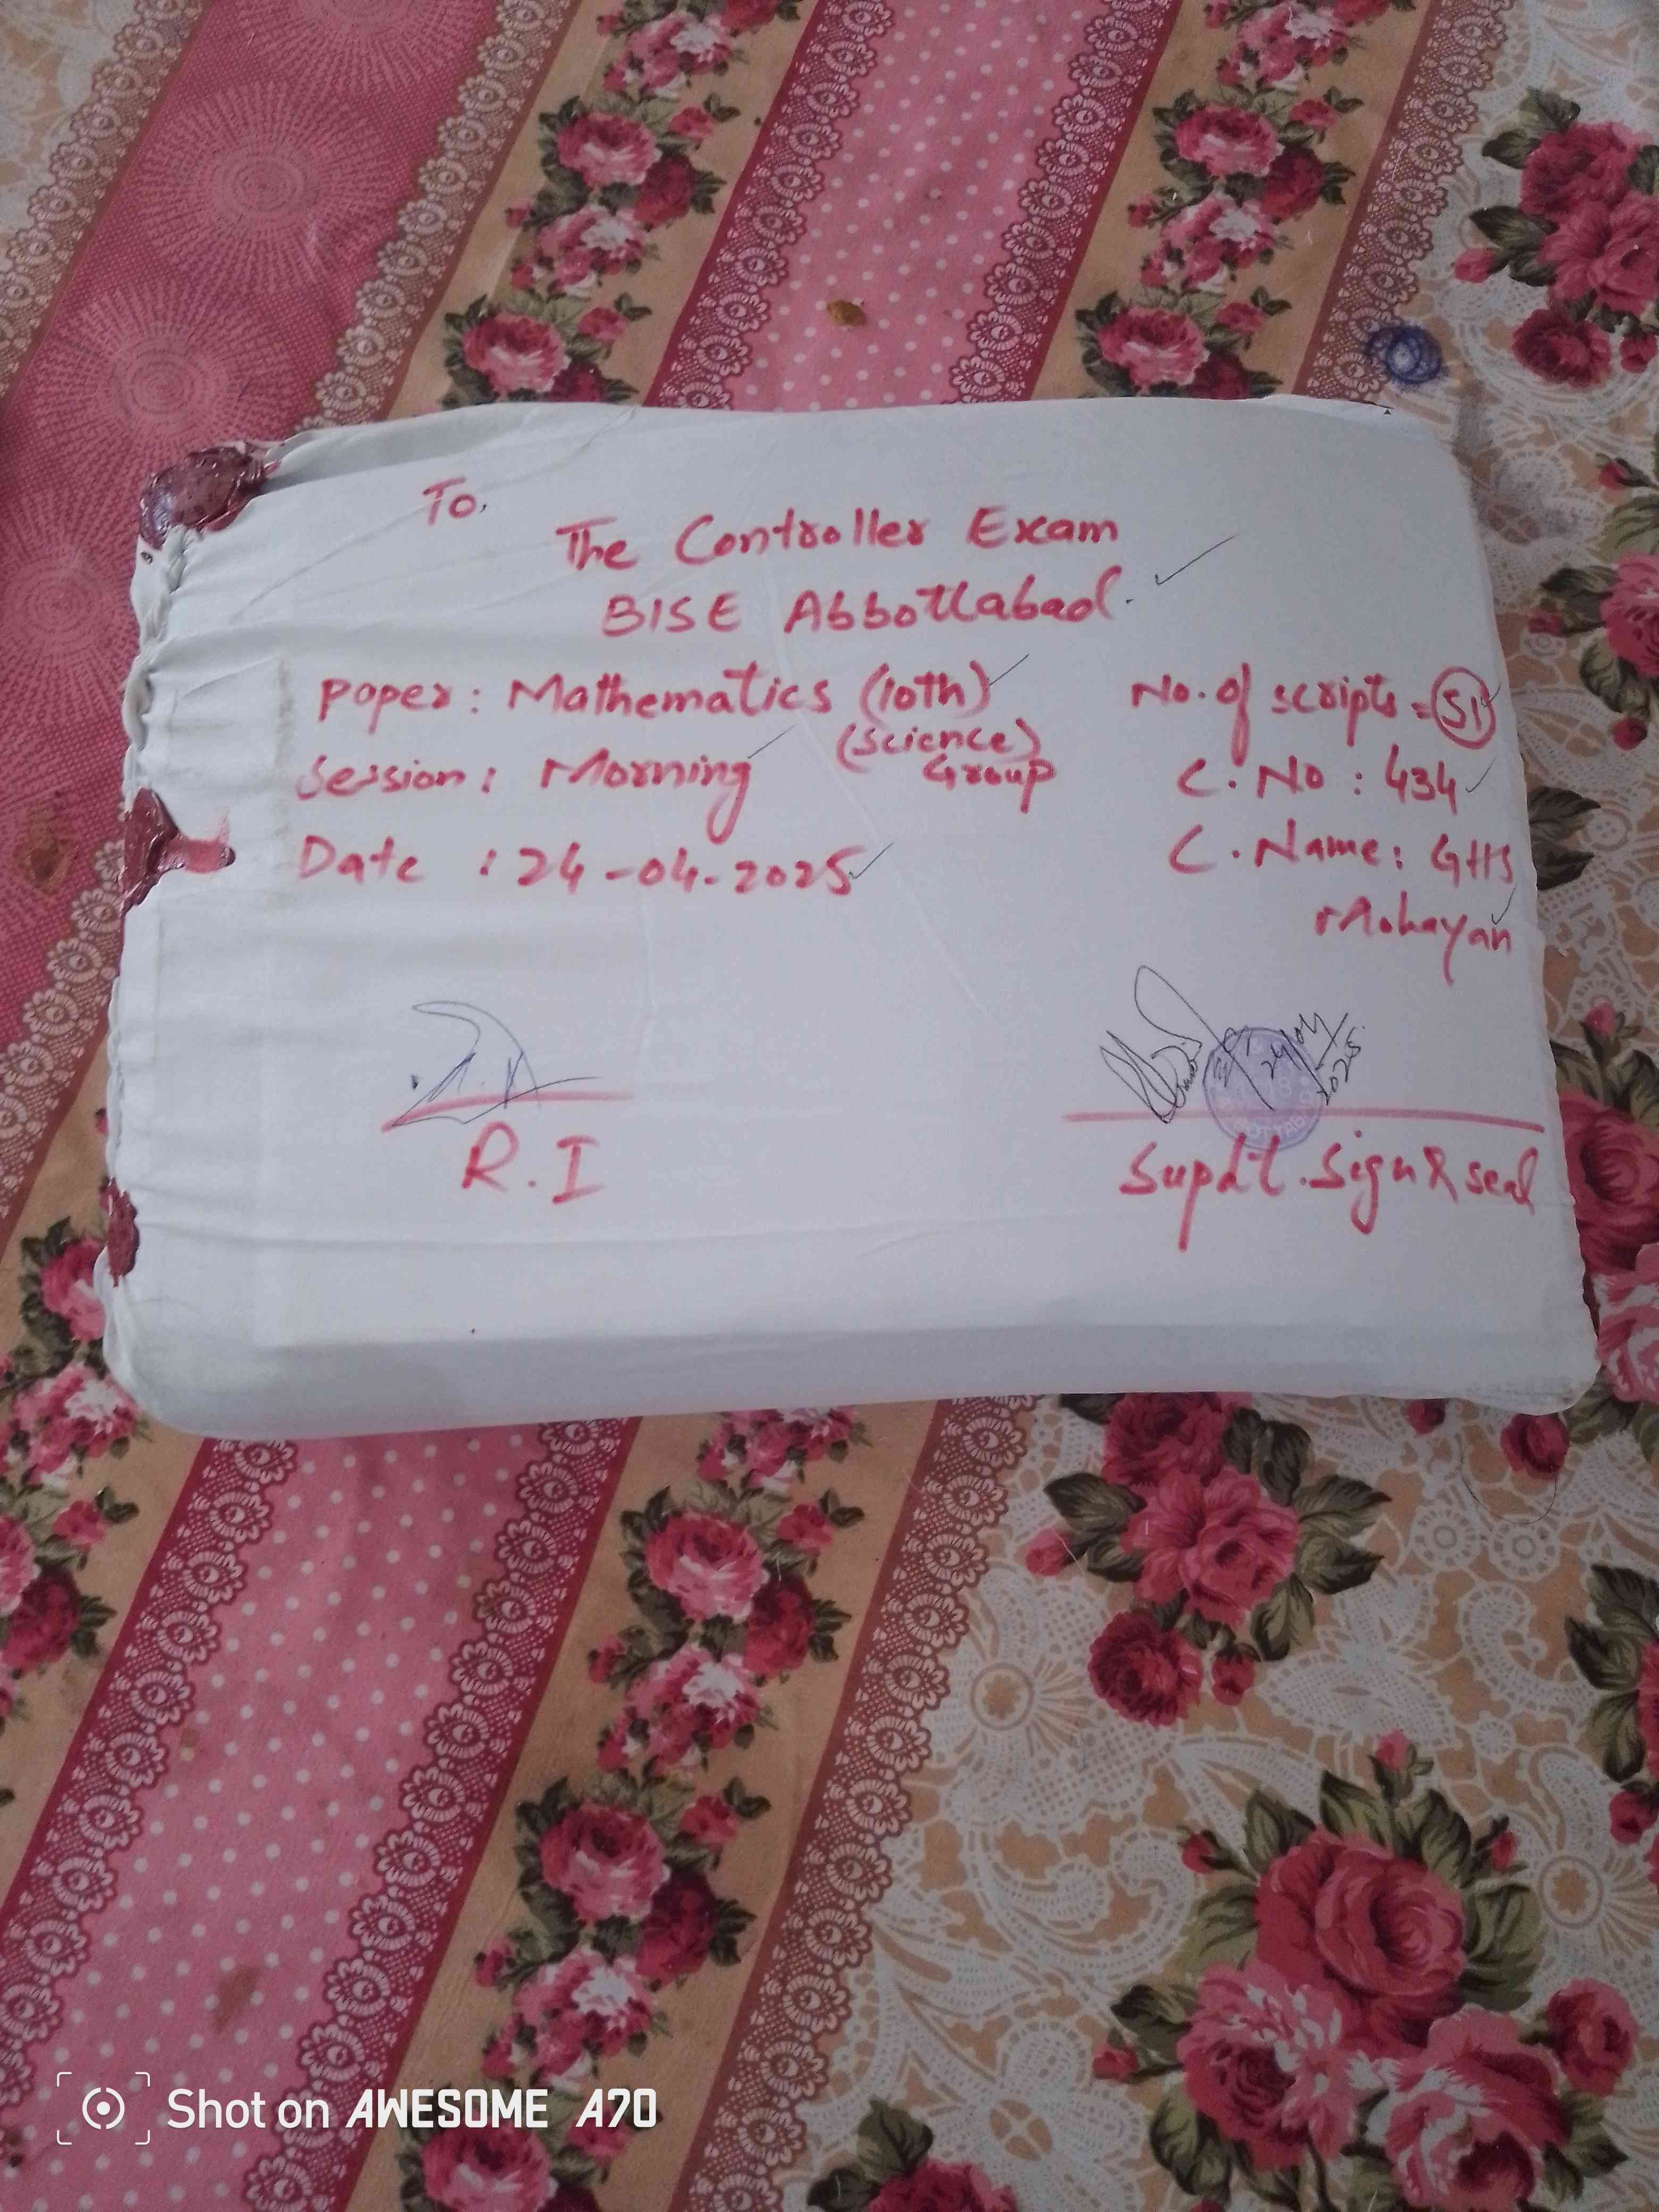 To,
The Controller Exam
BISE Abbottabad.
Paper: Mathematics (10th)
(Science)
Group
Session: Morning
Date : 24-04-2025
No. of scripts = 51
C. No : 434
C. Name: GHS
Mohayan
24/04/2025
R.I
Supdt. Sign & seal
Shot on AWESOME A70